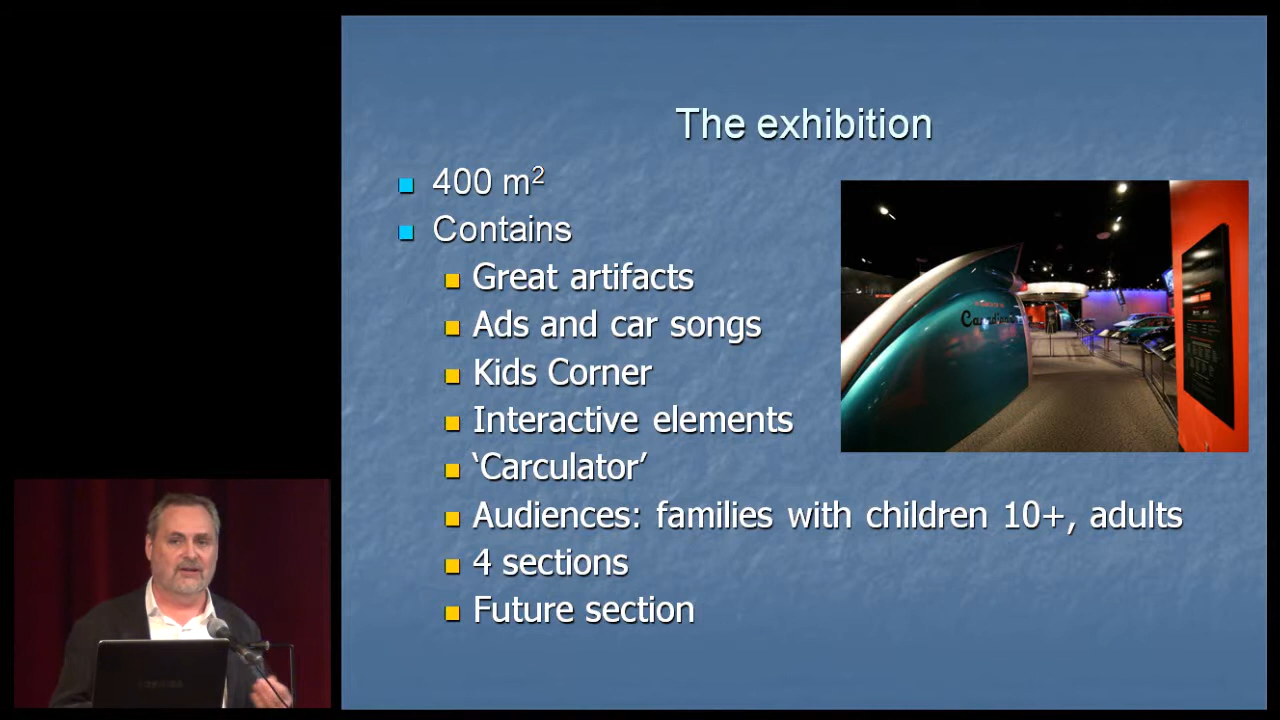 The exhibition
400 m²
Contains
Great artifacts
Ads and car songs
Kids Corner
Interactive elements
‘Carculator’
Audiences: families with children 10+, adults
4 sections
Future section